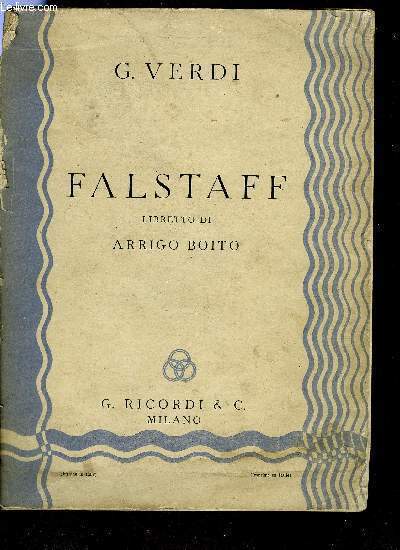 G. VERDI
FALSTAFF
LIBRETTO DI
ARRIGO BOITO
G. RICORDI & C.
MILANO